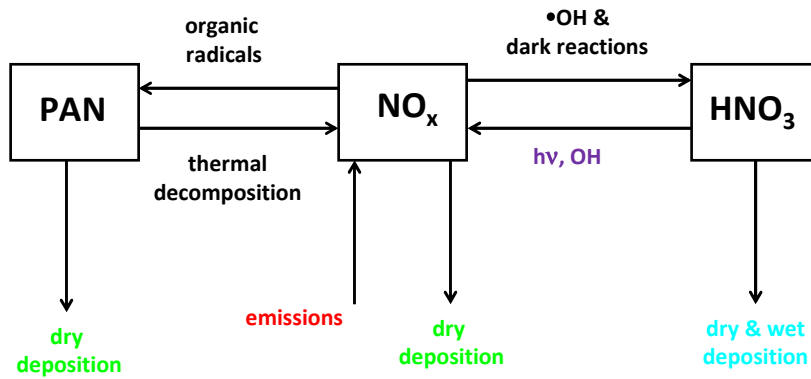 organic
radicals
•OH &
dark reactions
PAN
NOx
HNO3
thermal
decomposition
hν, OH
emissions
dry
deposition
dry
deposition
dry & wet
deposition